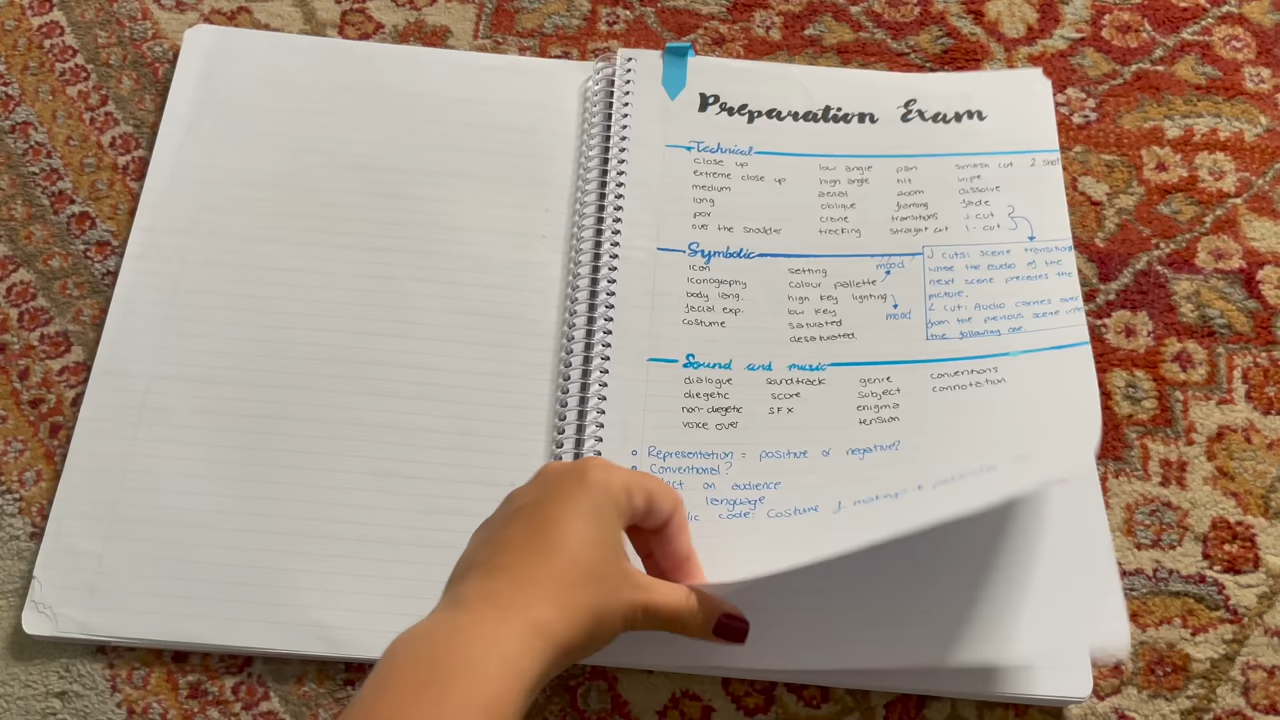 Preparation Exam
Technical
close up low angle pan smash cut 2 shot
extreme close up high angle tilt wipe
medium aerial zoom dissolve
long oblique framing fade
pov crane transitions J cut
over the shoulder tracking straight cut L- cut
Symbolic
icon setting mood
iconography colour pallette
body lang. high key lighting
facial exp. low key mood
costume saturated
desaturated.
J cuts: scene transitions
where the audio of the
next scene precedes the
picture.
L cut: Audio carries over
from the previous scene into
the following one.
Sound and music
dialogue soundtrack genre conventions
diegetic score subject connotation
non-diegetic SFX enigma
voice over tension
Representation = positive or negative?
Conventional?
on audience
language
code: Costume